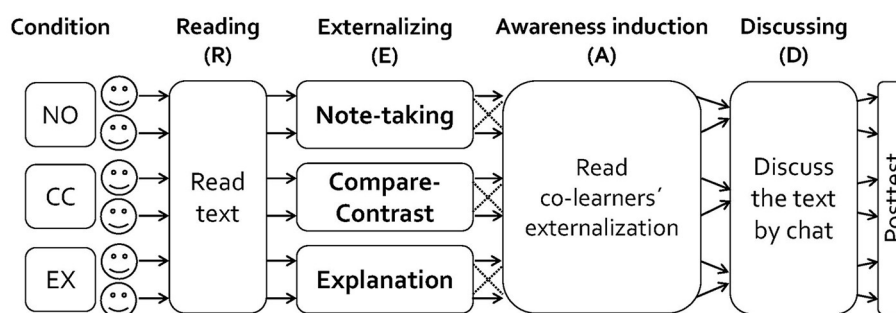 Condition
Reading
(R)
Externalizing
(E)
Awareness induction
(A)
Discussing
(D)
NO
CC
EX
Read
text
Note-taking
Compare-
Contrast
Explanation
Read
co-learners´
externalization
Discuss
the text
by chat
Posttest